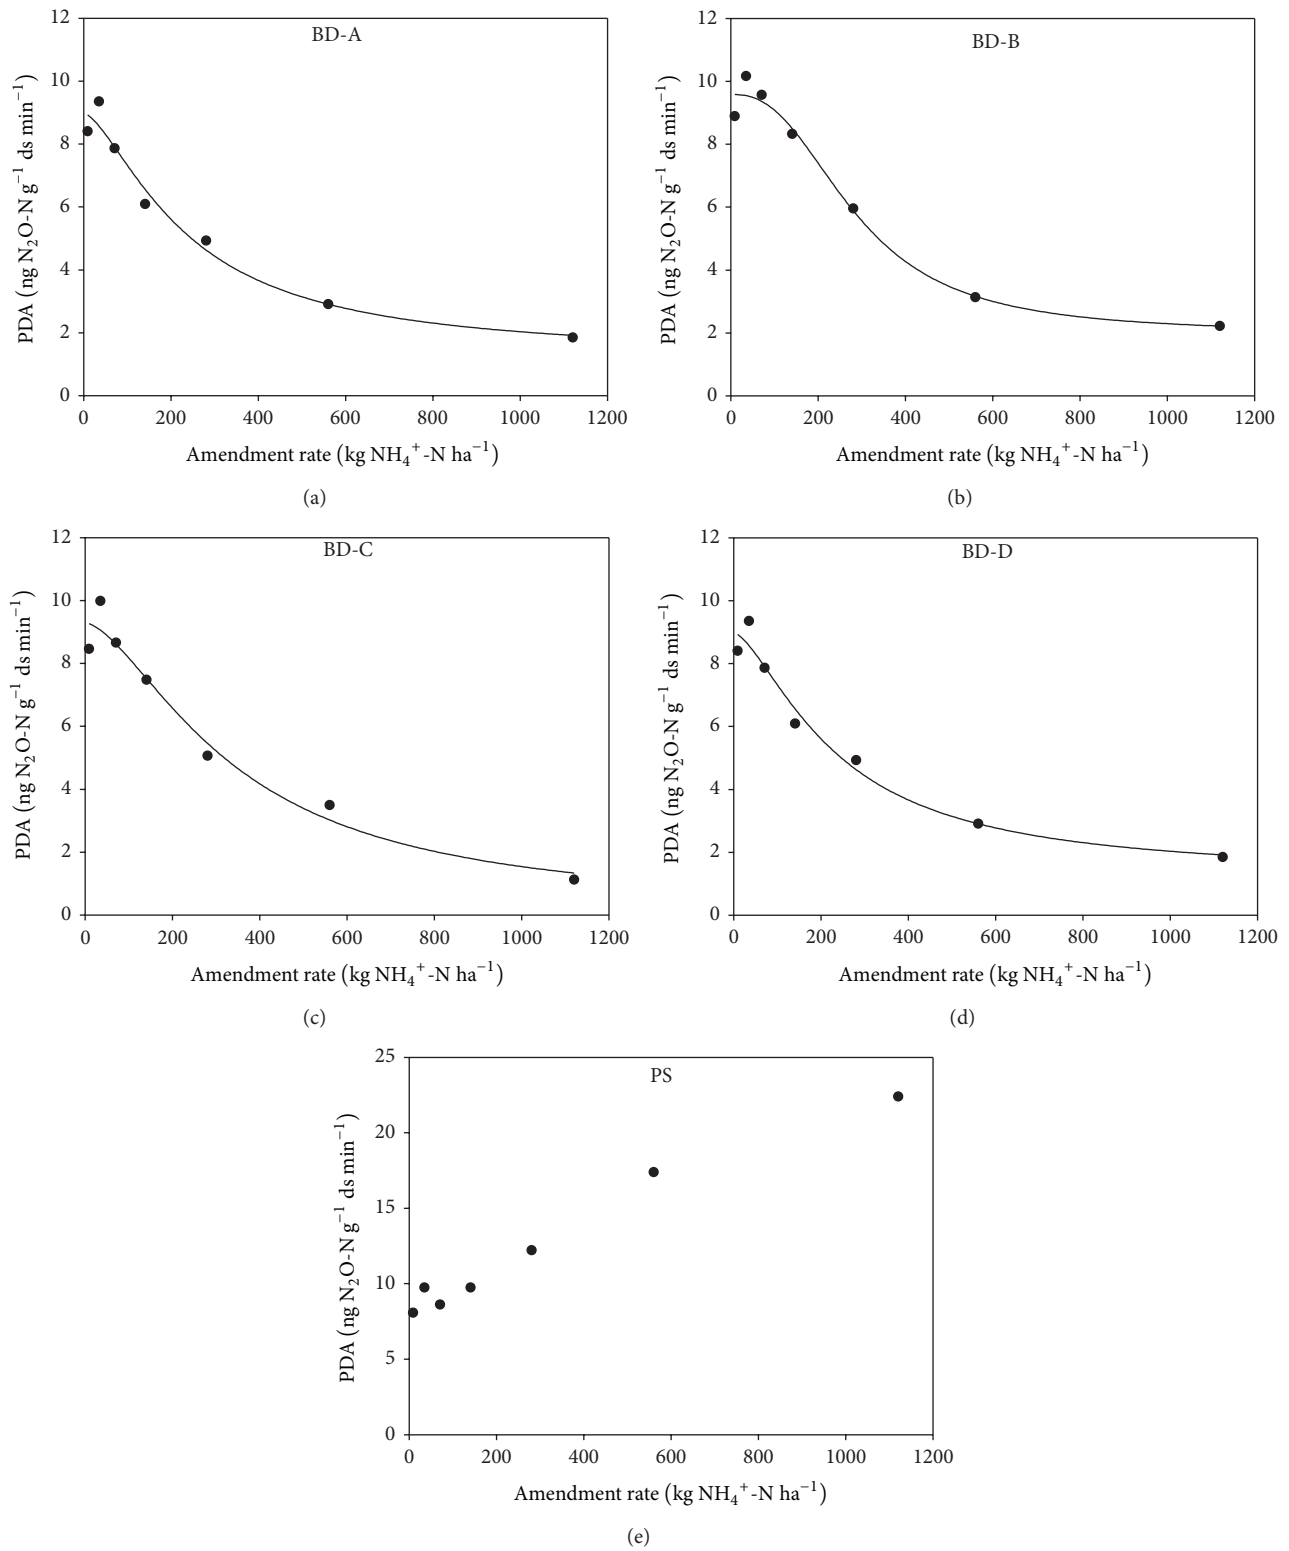 BD-A
PDA (ng N₂O-N g⁻¹ ds min⁻¹)
12
10
8
6
4
2
0
0 200 400 600 800 1000 1200
Amendment rate (kg NH₄⁺-N ha⁻¹)
(a)
BD-B
PDA (ng N₂O-N g⁻¹ ds min⁻¹)
12
10
8
6
4
2
0
0 200 400 600 800 1000 1200
Amendment rate (kg NH₄⁺-N ha⁻¹)
(b)
BD-C
PDA (ng N₂O-N g⁻¹ ds min⁻¹)
12
10
8
6
4
2
0
0 200 400 600 800 1000 1200
Amendment rate (kg NH₄⁺-N ha⁻¹)
(c)
BD-D
PDA (ng N₂O-N g⁻¹ ds min⁻¹)
12
10
8
6
4
2
0
0 200 400 600 800 1000 1200
Amendment rate (kg NH₄⁺-N ha⁻¹)
(d)
PS
PDA (ng N₂O-N g⁻¹ ds min⁻¹)
25
20
15
10
5
0
0 200 400 600 800 1000 1200
Amendment rate (kg NH₄⁺-N ha⁻¹)
(e)